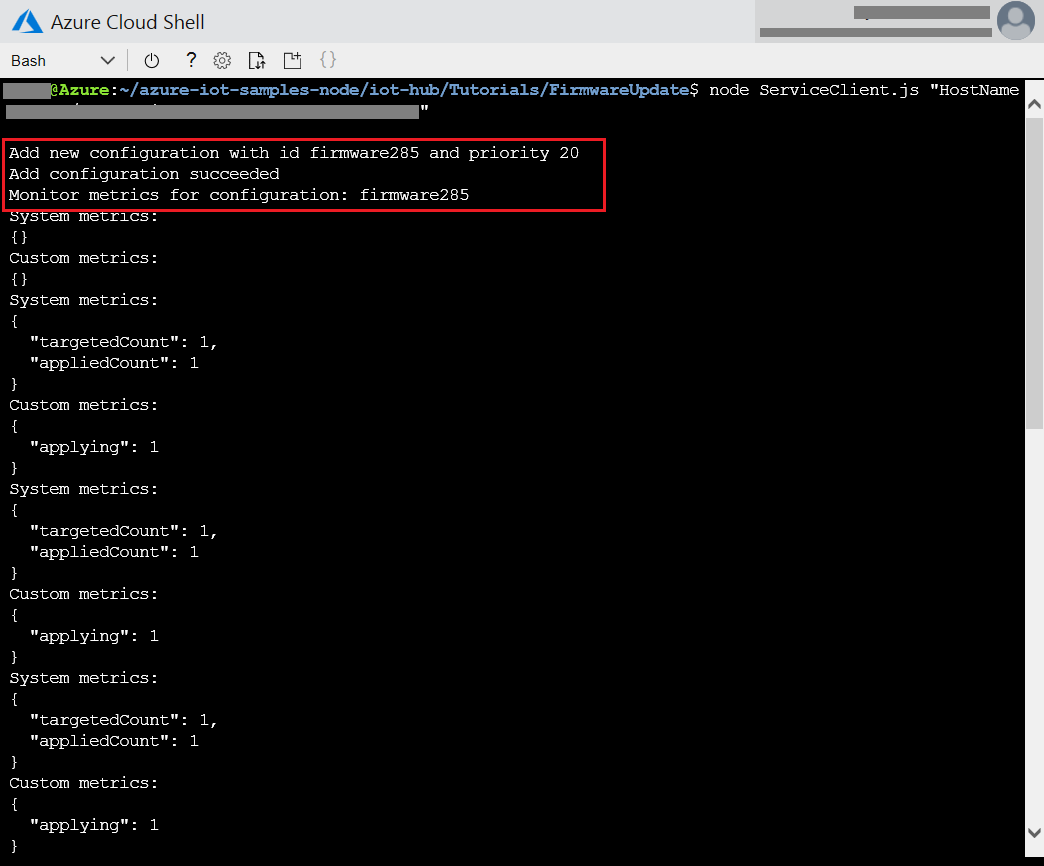 Azure Cloud Shell
Bash
?
{}
@Azure:~/azure-iot-samples-node/iot-hub/Tutorials/FirmwareUpdate$ node ServiceClient.js "HostName
"
Add new configuration with id firmware285 and priority 20
Add configuration succeeded
Monitor metrics for configuration: firmware285
System metrics:
{}
Custom metrics:
{}
System metrics:
{
  "targetedCount": 1,
  "appliedCount": 1
}
Custom metrics:
{
  "applying": 1
}
System metrics:
{
  "targetedCount": 1,
  "appliedCount": 1
}
Custom metrics:
{
  "applying": 1
}
System metrics:
{
  "targetedCount": 1,
  "appliedCount": 1
}
Custom metrics:
{
  "applying": 1
}